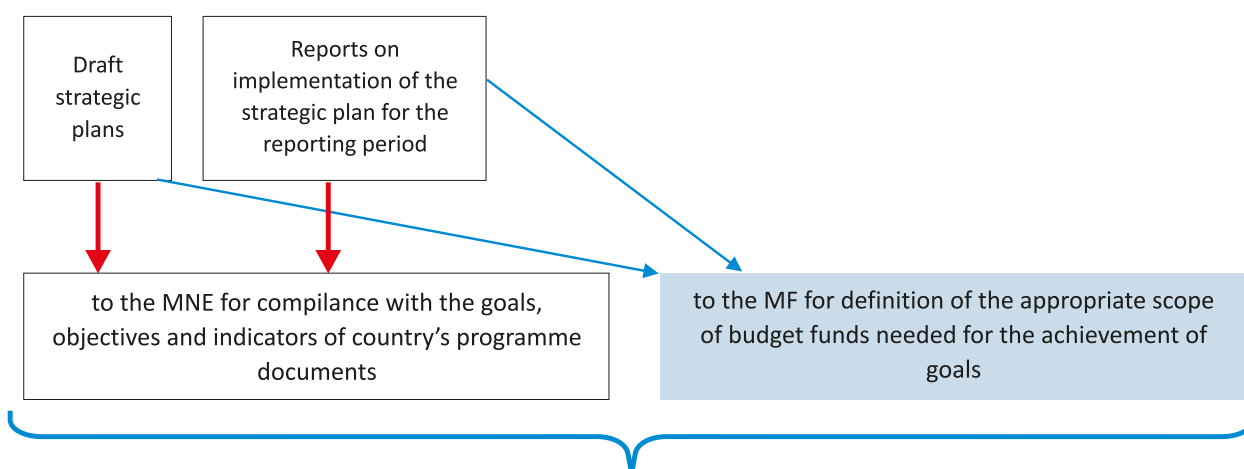 Draft
strategic
plans
Reports on
implementation of the
strategic plan for the
reporting period
to the MNE for compilance with the goals,
objectives and indicators of country’s programme
documents
to the MF for definition of the appropriate scope
of budget funds needed for the achievement of
goals